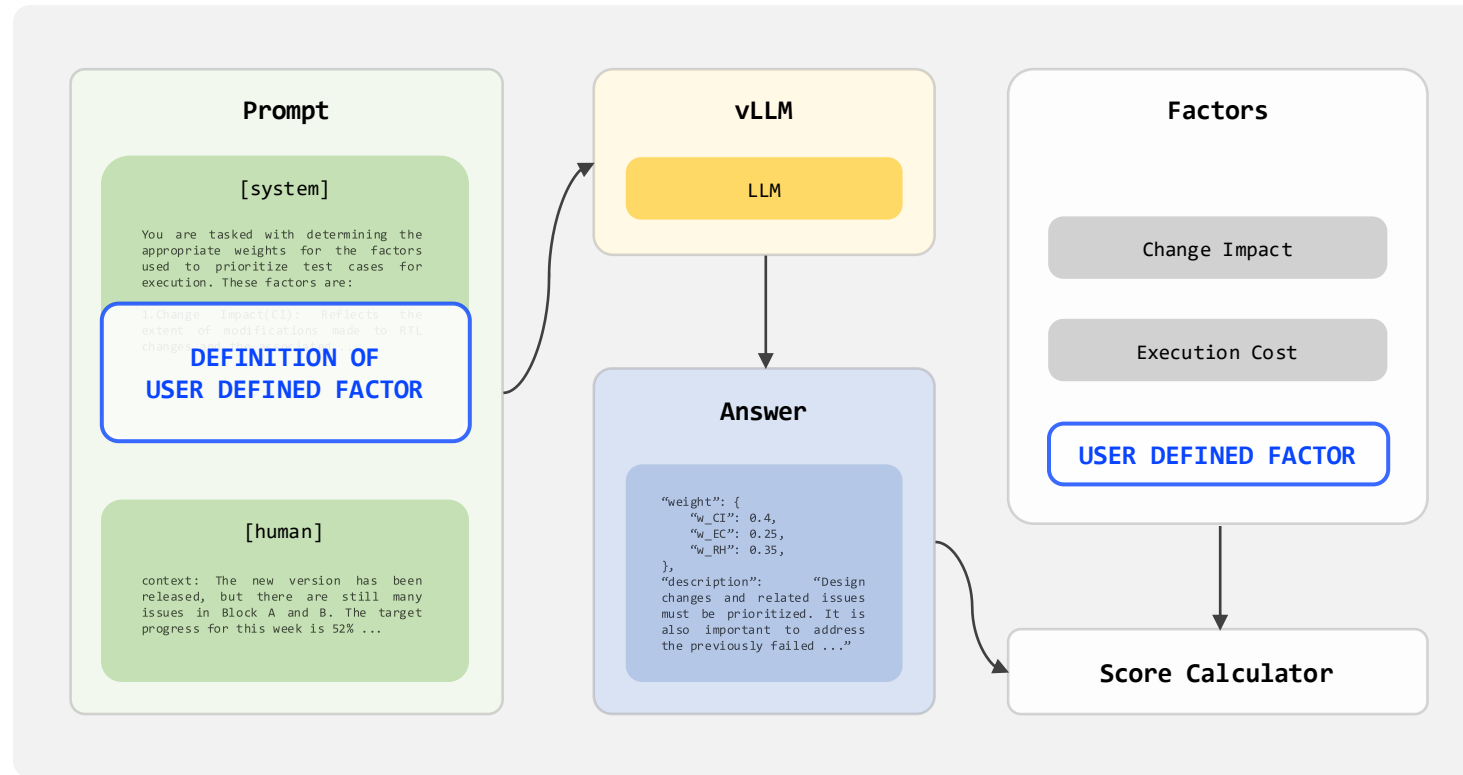 Prompt
[system]
You are tasked with determining the
appropriate weights for the factors
used to prioritize test cases for
execution. These factors are:
1.Change Impact(CI): Reflects the
extent of modifications made to RTL
changes and the
DEFINITION OF
USER DEFINED FACTOR
[human]
context: The new version has been
released, but there are still many
issues in Block A and B. The target
progress for this week is 52% ...
vLLM
LLM
Answer
“weight”: {
“w_CI”: 0.4,
“w_EC”: 0.25,
“w_RH”: 0.35,
},
“description”: “Design
changes and related issues
must be prioritized. It is
also important to address
the previously failed ...”
Factors
Change Impact
Execution Cost
USER DEFINED FACTOR
Score Calculator